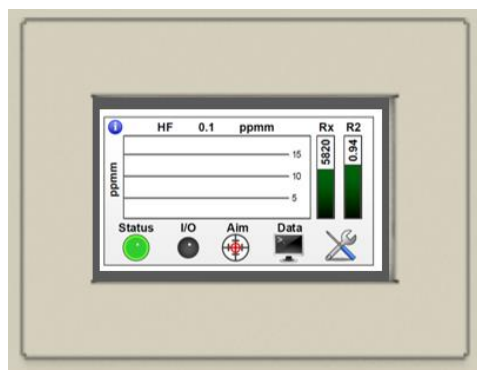 i HF 0.1 ppmm Rx R2
ppmm
15
10
5
5820
0.94
Status I/O Aim Data